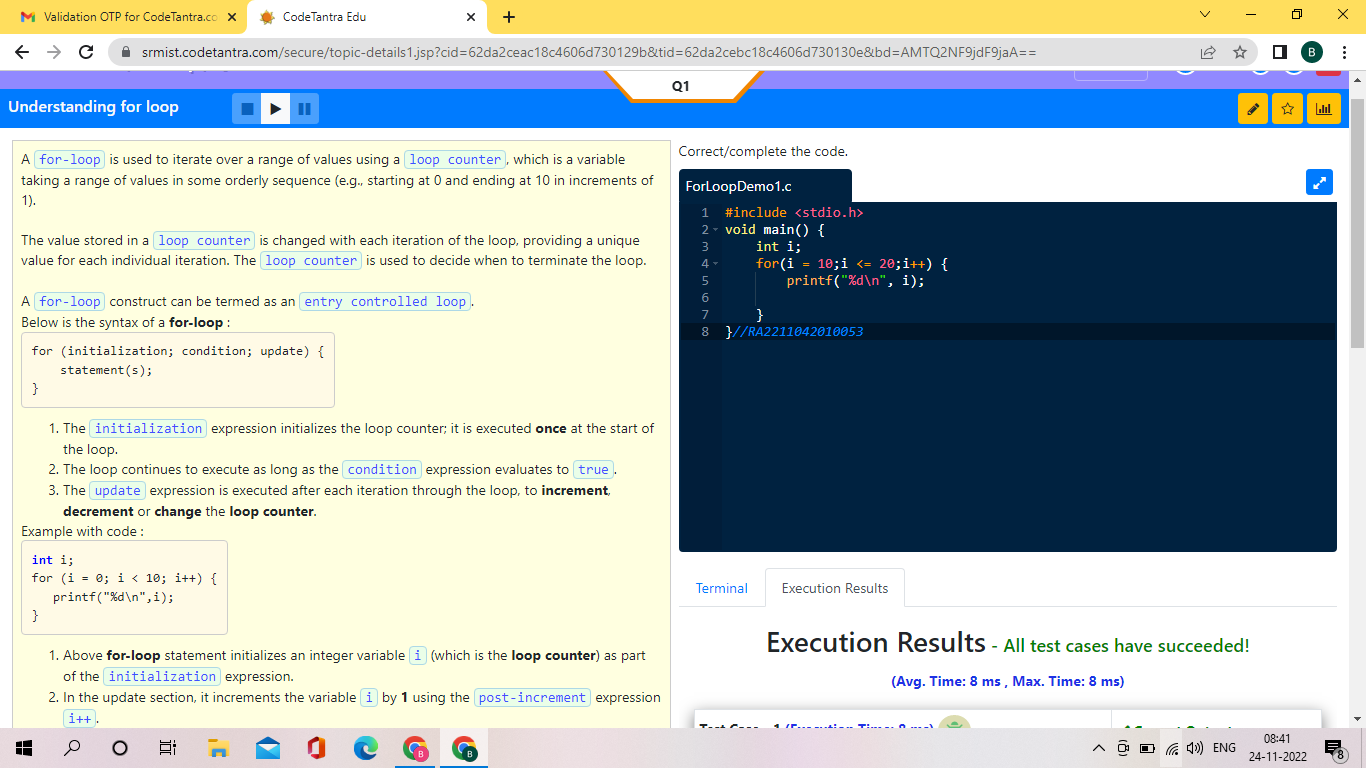 Validation OTP for CodeTantra.co
CodeTantra Edu
srmist.codetantra.com/secure/topic-details1.jsp?cid=62da2ceac18c4606d730129b&tid=62da2cebc18c4606d730130e&bd=AMTQ2NF9jdF9jaA==
B
Q1
Understanding for loop
A for-loop is used to iterate over a range of values using a loop counter, which is a variable
taking a range of values in some orderly sequence (e.g., starting at 0 and ending at 10 in increments of
1).
The value stored in a loop counter is changed with each iteration of the loop, providing a unique
value for each individual iteration. The loop counter is used to decide when to terminate the loop.
A for-loop construct can be termed as an entry controlled loop.
Below is the syntax of a for-loop :
for (initialization; condition; update) {
statement(s);
}
1. The initialization expression initializes the loop counter; it is executed once at the start of
the loop.
2. The loop continues to execute as long as the condition expression evaluates to true.
3. The update expression is executed after each iteration through the loop, to increment,
decrement or change the loop counter.
Example with code :
int i;
for (i = 0; i < 10; i++) {
printf("%d\n",i);
}
1. Above for-loop statement initializes an integer variable i (which is the loop counter) as part
of the initialization expression.
2. In the update section, it increments the variable i by 1 using the post-increment expression
i++.
Correct/complete the code.
ForLoopDemo1.c
1 #include <stdio.h>
2 void main() {
3 int i;
4 for(i = 10;i <= 20;i++) {
5 printf("%d\n", i);
6
7 }
8 }//RA2211042010053
Terminal
Execution Results
Execution Results - All test cases have succeeded!
(Avg. Time: 8 ms , Max. Time: 8 ms)
B
B
ENG
08:41
24-11-2022
8